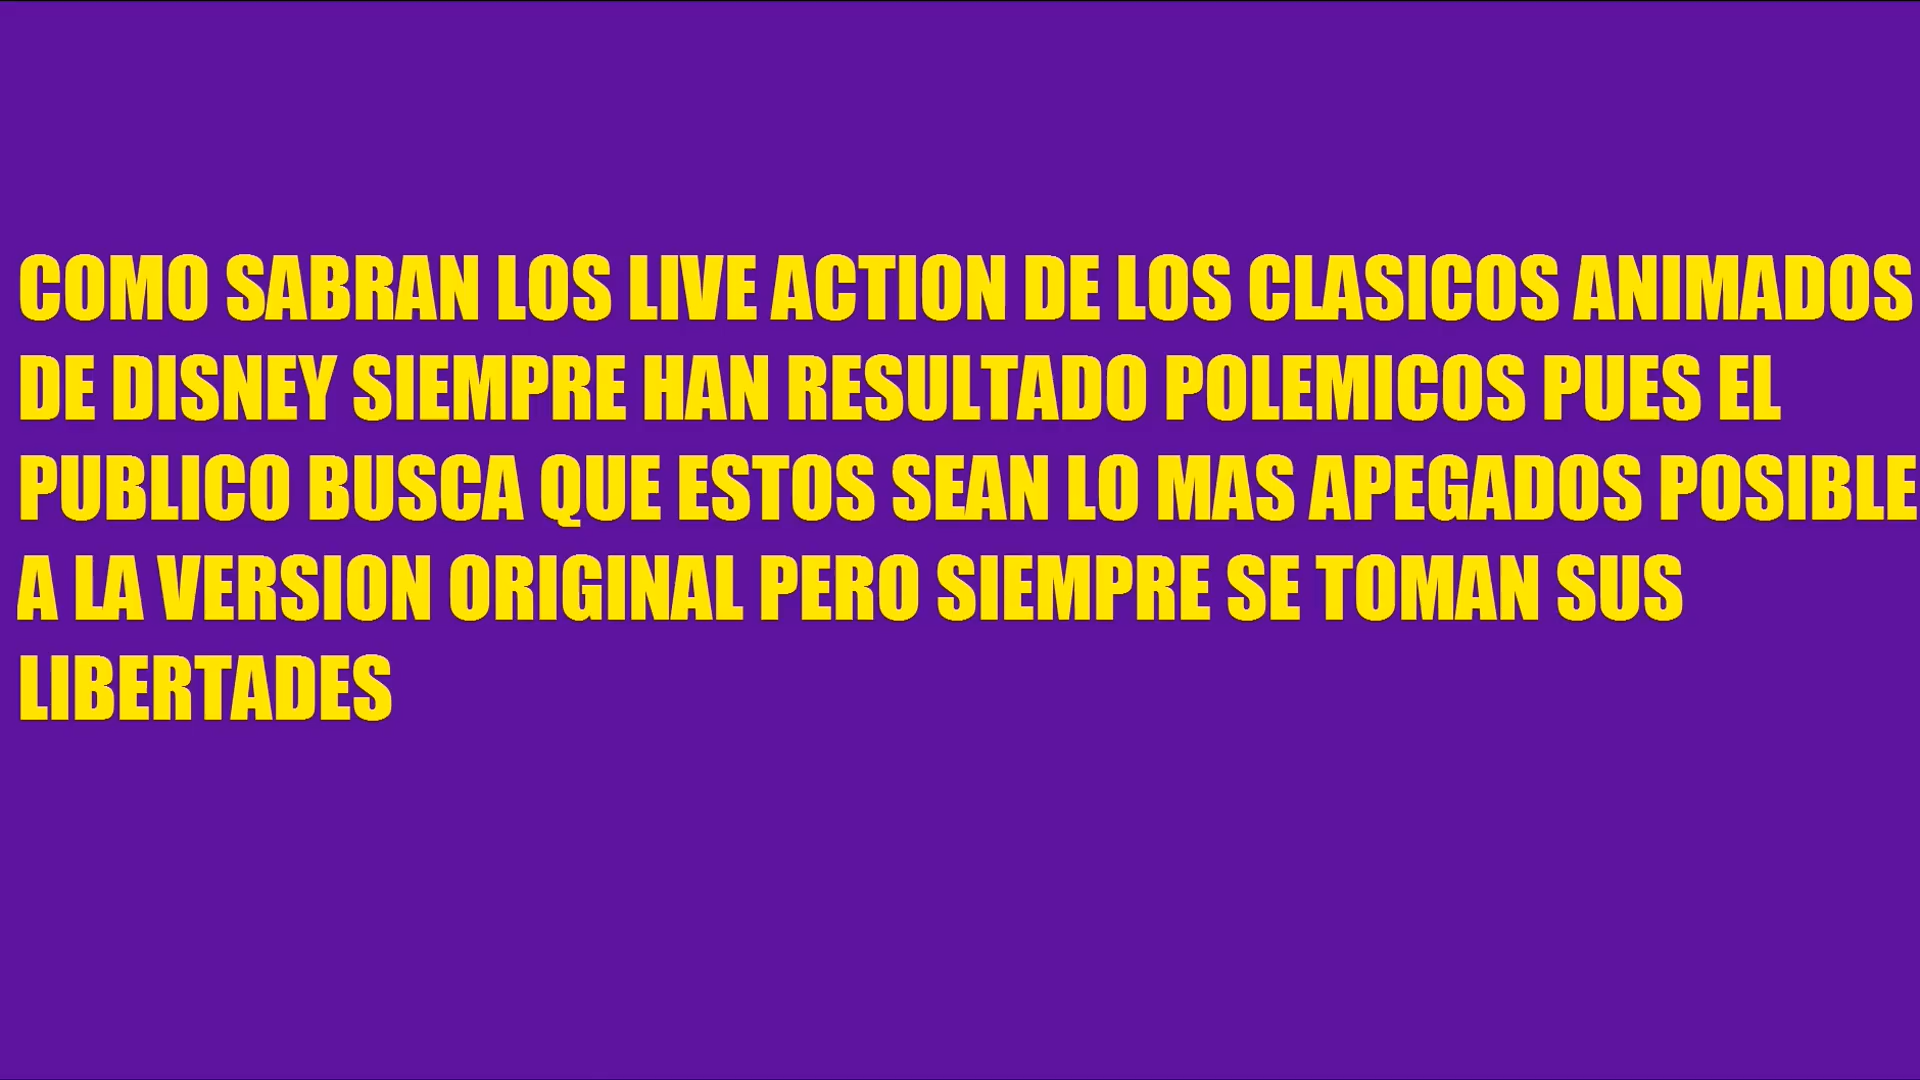 COMO SABRAN LOS LIVE ACTION DE LOS CLASICOS ANIMADOS
DE DISNEY SIEMPRE HAN RESULTADO POLEMICOS PUES EL
PUBLICO BUSCA QUE ESTOS SEAN LO MAS APEGADOS POSIBLE
A LA VERSION ORIGINAL PERO SIEMPRE SE TOMAN SUS
LIBERTADES